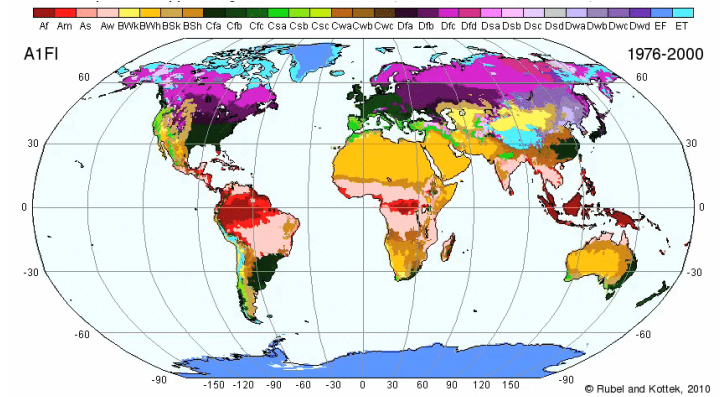 Af Am As Aw BWk BWh BSk BSh Cfa Cfb Cfc Csa Csb Csc Cwa Cwb Cwc Dfa Dfb Dfc Dfd Dsa Dsb Dsc Dsd Dwa Dwb Dwc Dwd EF ET
A1FI 1976-2000
60 60
30 30
0 0
-30 -30
-60 -60
-90 -150 -120 -90 -60 -30 0 30 60 90 120 150 -90
© Rubel and Kottek, 2010